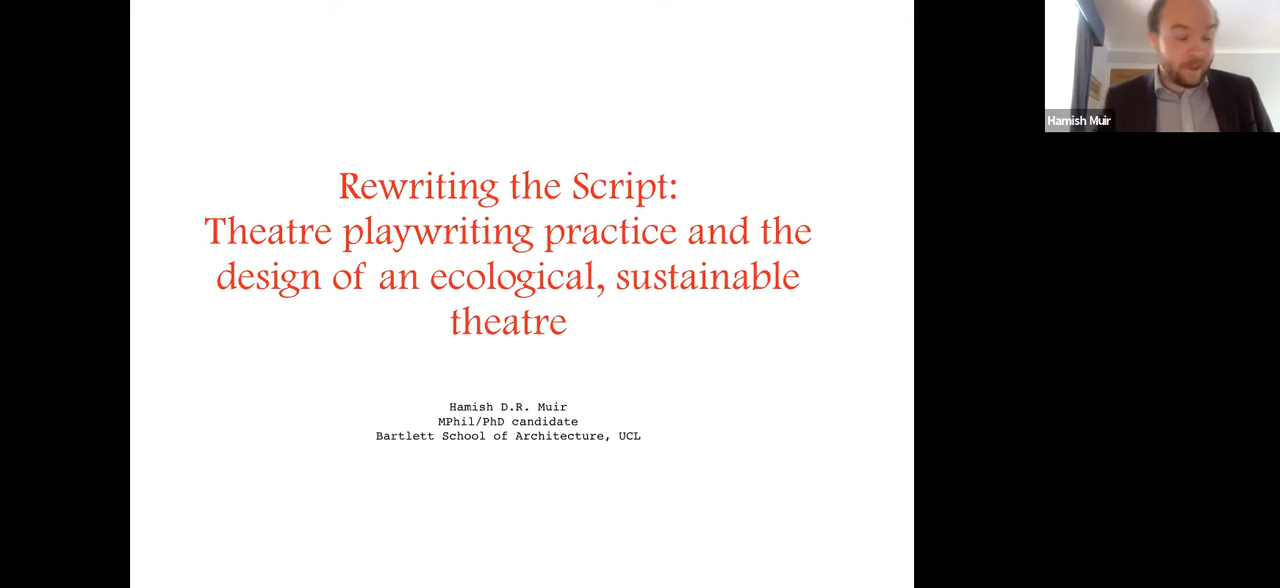 Rewriting the Script:
Theatre playwriting practice and the
design of an ecological, sustainable
theatre
Hamish D.R. Muir
MPhil/PhD candidate
Bartlett School of Architecture, UCL
Hamish Muir